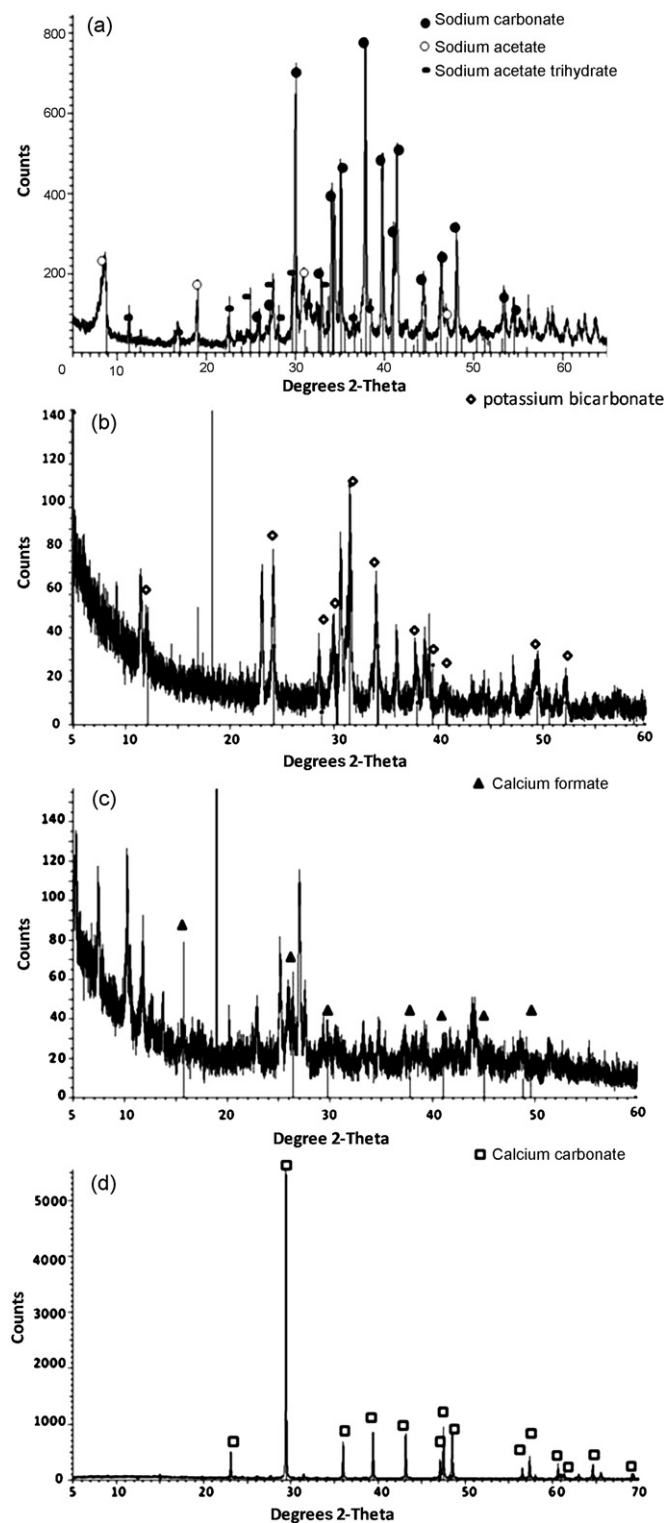 (a)
Sodium carbonate
Sodium acetate
Sodium acetate trihydrate
800
600
400
200
0
Counts
10 20 30 40 50 60
Degrees 2-Theta
potassium bicarbonate
(b)
140
120
100
80
60
40
20
0
Counts
5 10 20 30 40 50 60
Degrees 2-Theta
Calcium formate
(c)
140
120
100
80
60
40
20
0
Counts
5 10 20 30 40 50 60
Degree 2-Theta
Calcium carbonate
(d)
5000
4000
3000
2000
1000
0
Counts
5 10 20 30 40 50 60 70
Degrees 2-Theta